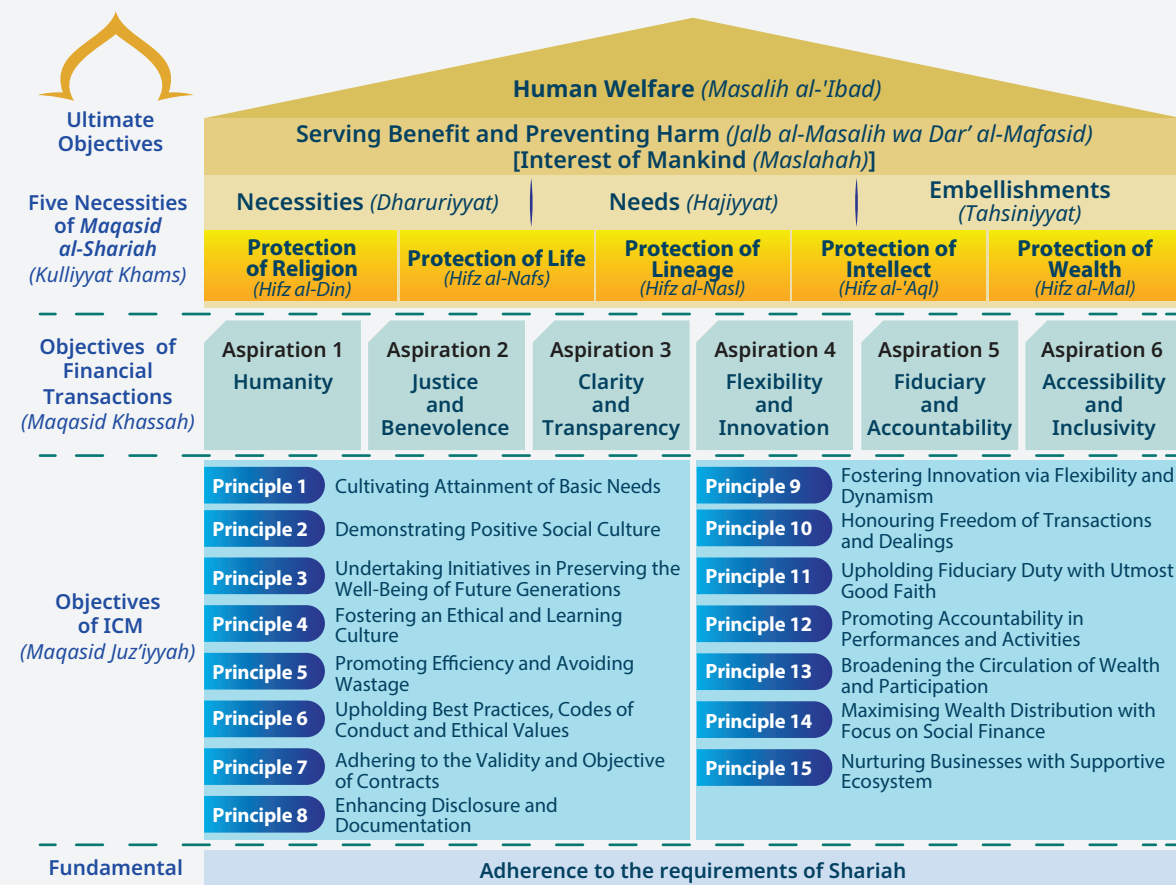 Human Welfare (Masalih al-'Ibad)
Ultimate
Objectives
Serving Benefit and Preventing Harm (Jalb al-Masalih wa Dar’ al-Mafasid)
[Interest of Mankind (Maslahah)]
Five Necessities
of Maqasid
al-Shariah
(Kulliyyat Khams)
Necessities (Dharuriyyat)
Needs (Hajiyyat)
Embellishments
(Tahsiniyyat)
Protection
of Religion
(Hifz al-Din)
Protection of Life
(Hifz al-Nafs)
Protection of
Lineage
(Hifz al-Nasl)
Protection of
Intellect
(Hifz al-'Aql)
Protection of
Wealth
(Hifz al-Mal)
Objectives of
Financial
Transactions
(Maqasid Khassah)
Aspiration 1
Humanity
Aspiration 2
Justice
and
Benevolence
Aspiration 3
Clarity
and
Transparency
Aspiration 4
Flexibility
and
Innovation
Aspiration 5
Fiduciary
and
Accountability
Aspiration 6
Accessibility
and
Inclusivity
Objectives
of ICM
(Maqasid Juz’iyyah)
Principle 1 Cultivating Attainment of Basic Needs
Principle 2 Demonstrating Positive Social Culture
Principle 3 Undertaking Initiatives in Preserving the
Well-Being of Future Generations
Principle 4 Fostering an Ethical and Learning
Culture
Principle 5 Promoting Efficiency and Avoiding
Wastage
Principle 6 Upholding Best Practices, Codes of
Conduct and Ethical Values
Principle 7 Adhering to the Validity and Objective
of Contracts
Principle 8 Enhancing Disclosure and
Documentation
Principle 9 Fostering Innovation via Flexibility and
Dynamism
Principle 10 Honouring Freedom of Transactions
and Dealings
Principle 11 Upholding Fiduciary Duty with Utmost
Good Faith
Principle 12 Promoting Accountability in
Performances and Activities
Principle 13 Broadening the Circulation of Wealth
and Participation
Principle 14 Maximising Wealth Distribution with
Focus on Social Finance
Principle 15 Nurturing Businesses with Supportive
Ecosystem
Fundamental
Adherence to the requirements of Shariah